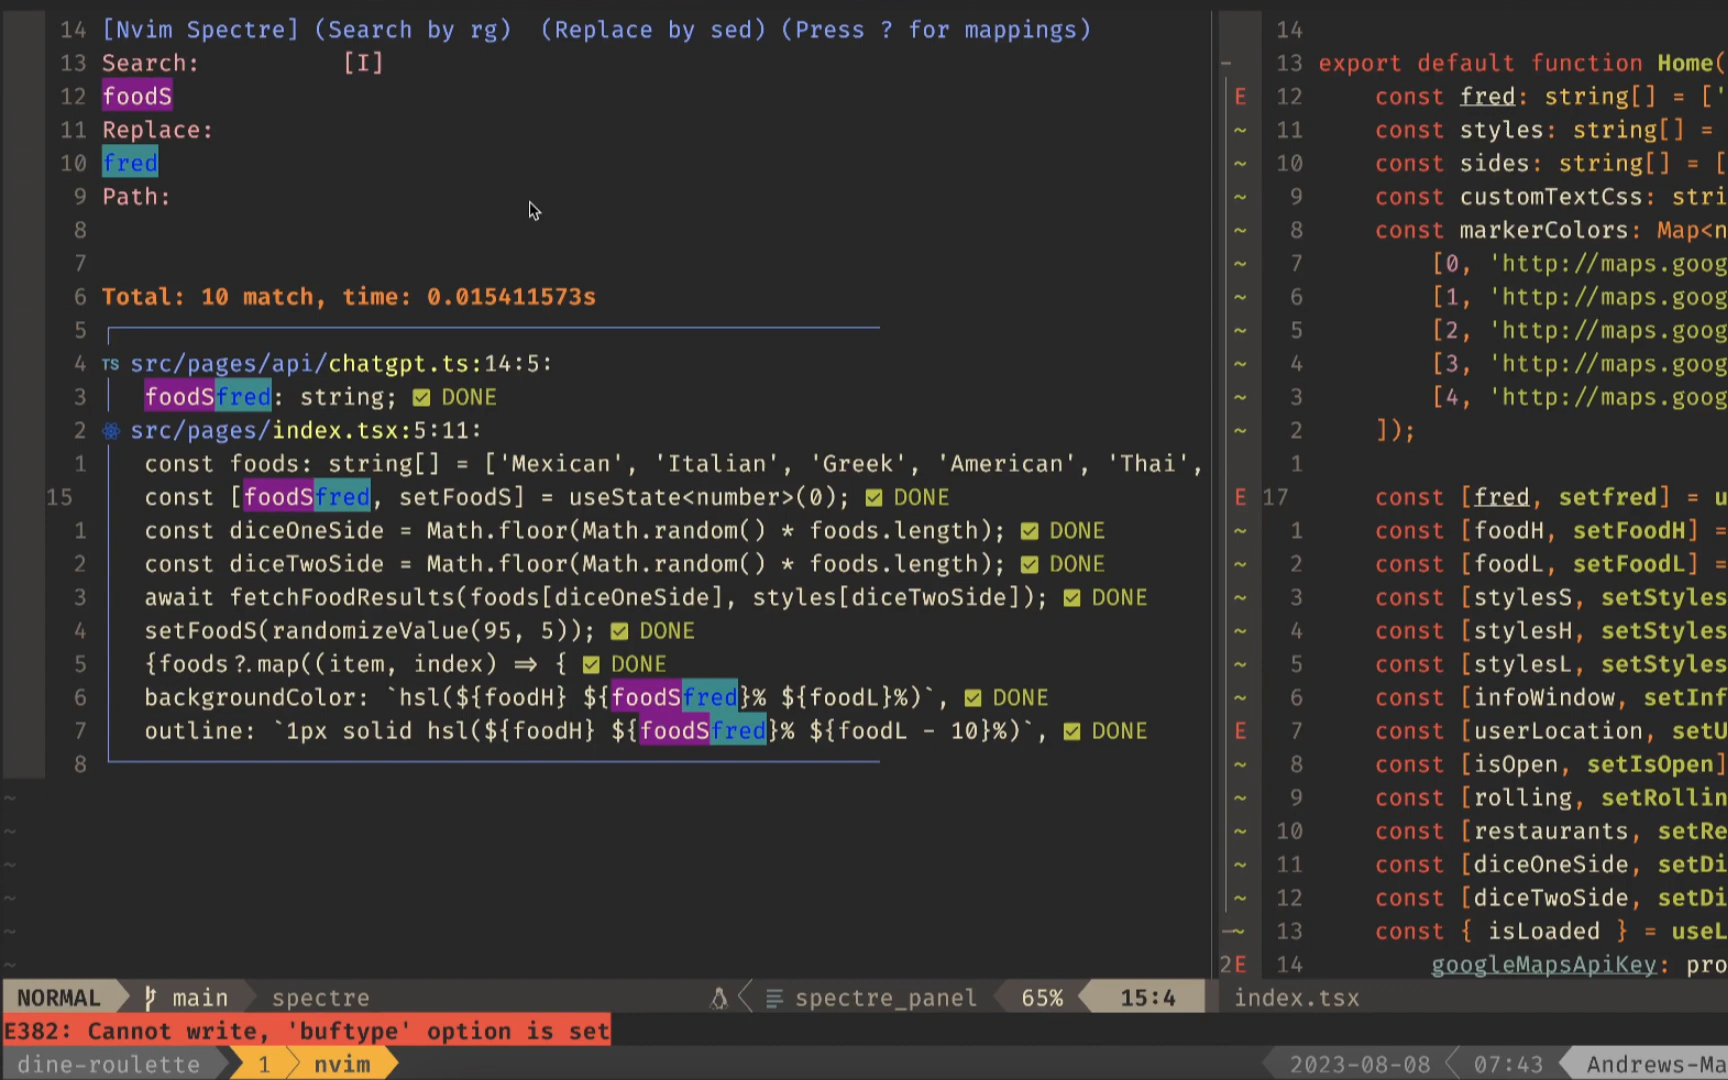 14 [Nvim Spectre] (Search by rg)  (Replace by sed) (Press ? for mappings)
13 Search:          [I]
12 foodS
11 Replace:
10 fred
9 Path:
8
7
6 Total: 10 match, time: 0.015411573s
5
4 TS src/pages/api/chatgpt.ts:14:5:
3 foodSfred: string; ☑ DONE
2 src/pages/index.tsx:5:11:
1 const foods: string[] = ['Mexican', 'Italian', 'Greek', 'American', 'Thai',
15 const [foodSfred, setFoodS] = useState<number>(0); ☑ DONE
1 const diceOneSide = Math.floor(Math.random() * foods.length); ☑ DONE
2 const diceTwoSide = Math.floor(Math.random() * foods.length); ☑ DONE
3 await fetchFoodResults(foods[diceOneSide], styles[diceTwoSide]); ☑ DONE
4 setFoodS(randomizeValue(95, 5)); ☑ DONE
5 {foods?.map((item, index) ⇒ { ☑ DONE
6 backgroundColor: `hsl(${foodH} ${foodSfred}% ${foodL}%)`, ☑ DONE
7 outline: `1px solid hsl(${foodH} ${foodSfred}% ${foodL - 10}%)`, ☑ DONE
8
~
~
~
~
~
~
14
- 13 export default function Home(
E 12 const fred: string[] = ['
~ 11 const styles: string[] =
~ 10 const sides: string[] = [
~ 9 const customTextCss: stri
~ 8 const markerColors: Map<n
~ 7 [0, 'http://maps.goog
~ 6 [1, 'http://maps.goog
~ 5 [2, 'http://maps.goog
~ 4 [3, 'http://maps.goog
~ 3 [4, 'http://maps.goog
~ 2 ]);
1
E 17 const [fred, setfred] = u
~ 1 const [foodH, setFoodH] =
~ 2 const [foodL, setFoodL] =
~ 3 const [stylesS, setStyles
~ 4 const [stylesH, setStyles
~ 5 const [stylesL, setStyles
~ 6 const [infoWindow, setInf
E 7 const [userLocation, setU
~ 8 const [isOpen, setIsOpen]
~ 9 const [rolling, setRollin
~ 10 const [restaurants, setRe
~ 11 const [diceOneSide, setDi
~ 12 const [diceTwoSide, setDi
~ 13 const { isLoaded } = useL
2E 14 googleMapsApiKey: pro
NORMAL main spectre spectre_panel 65% 15:4 index.tsx
E382: Cannot write, 'buftype' option is set
dine-roulette 1 nvim 2023-08-08 07:43 Andrews-Ma